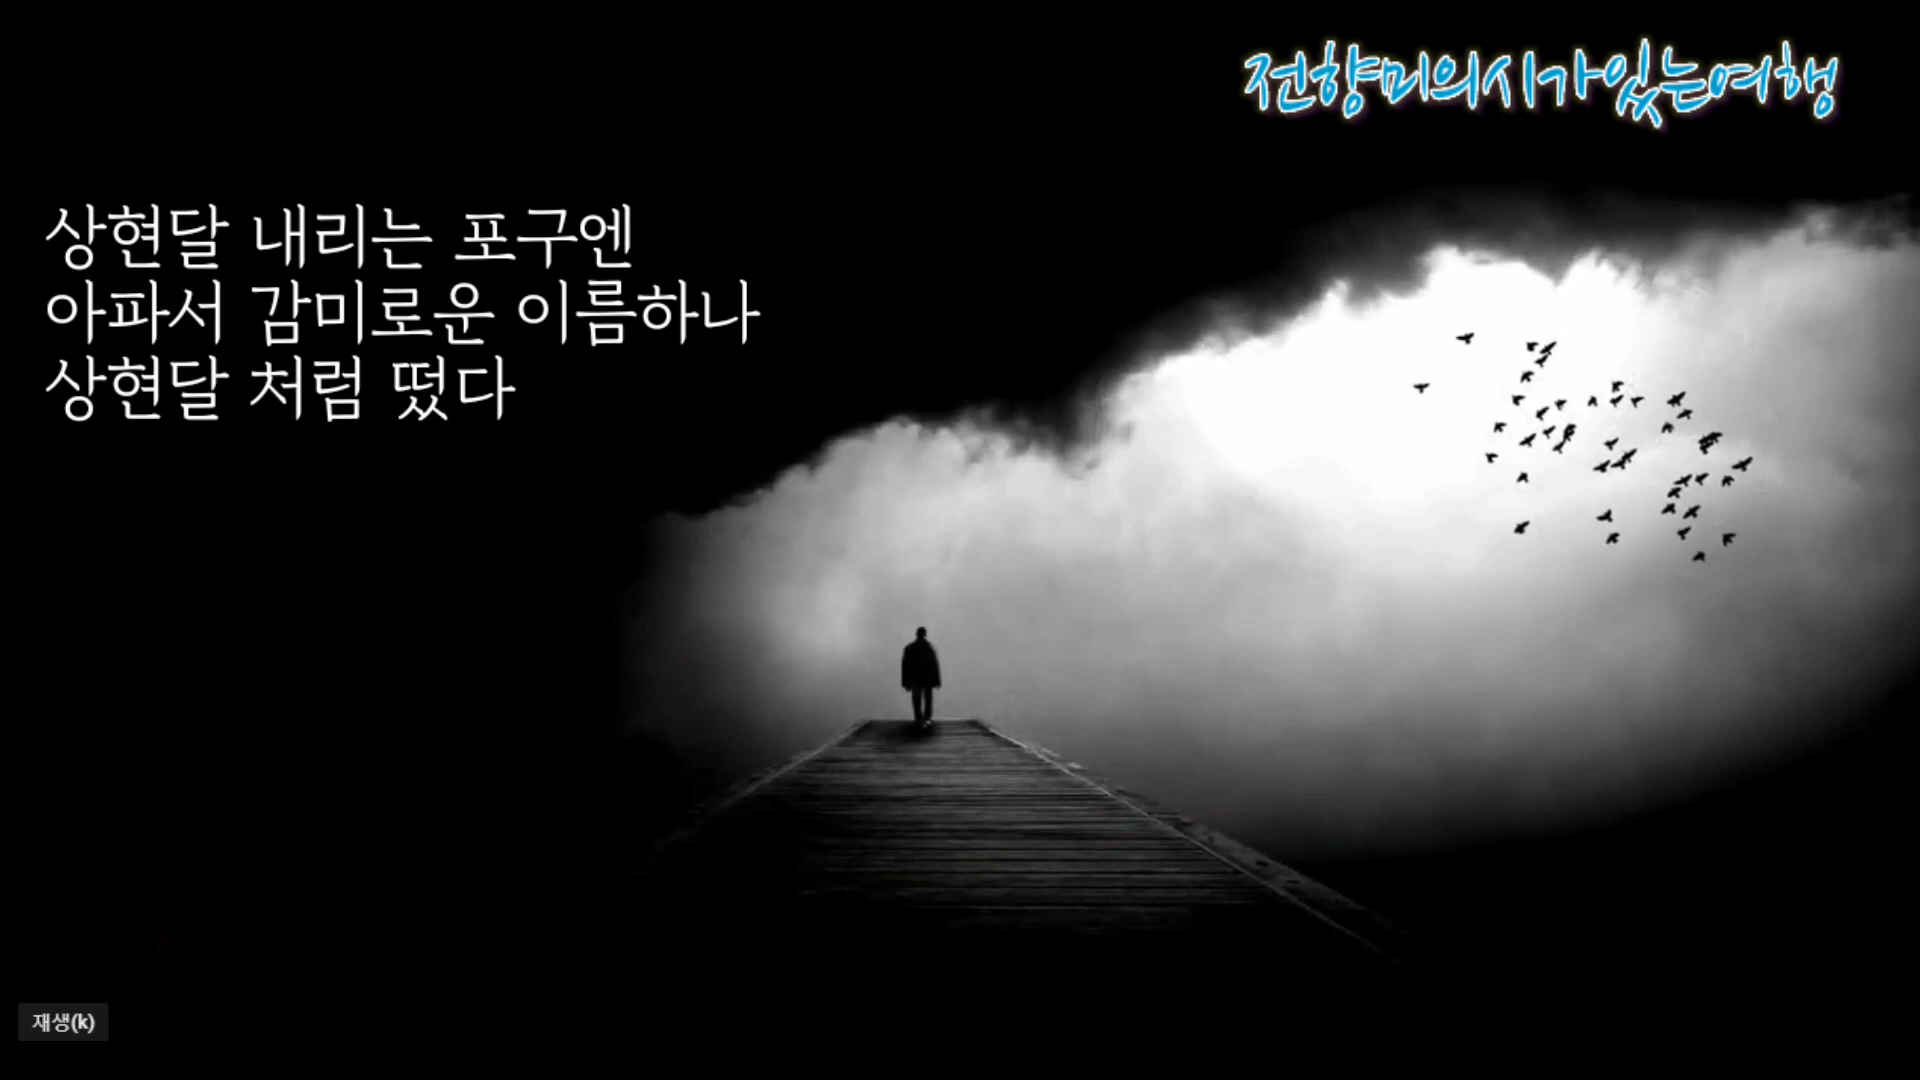 전향미의시가있는여행
상현달 내리는 포구엔
아파서 감미로운 이름하나
상현달 처럼 떴다
재생(k)